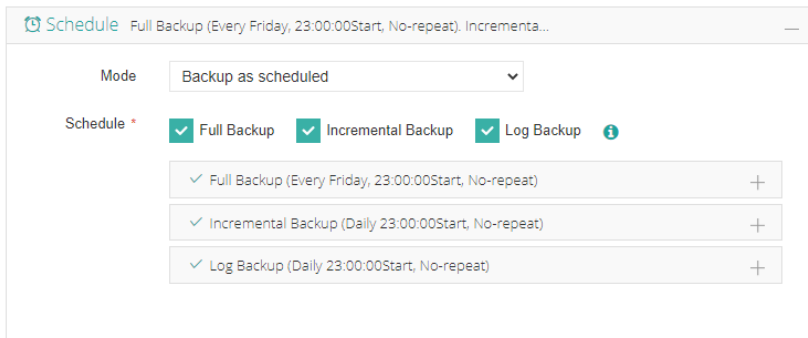 Schedule Full Backup (Every Friday, 23:00:00Start, No-repeat). Incrementa...
Mode Backup as scheduled
Schedule * Full Backup Incremental Backup Log Backup
Full Backup (Every Friday, 23:00:00Start, No-repeat)
Incremental Backup (Daily 23:00:00Start, No-repeat)
Log Backup (Daily 23:00:00Start, No-repeat)